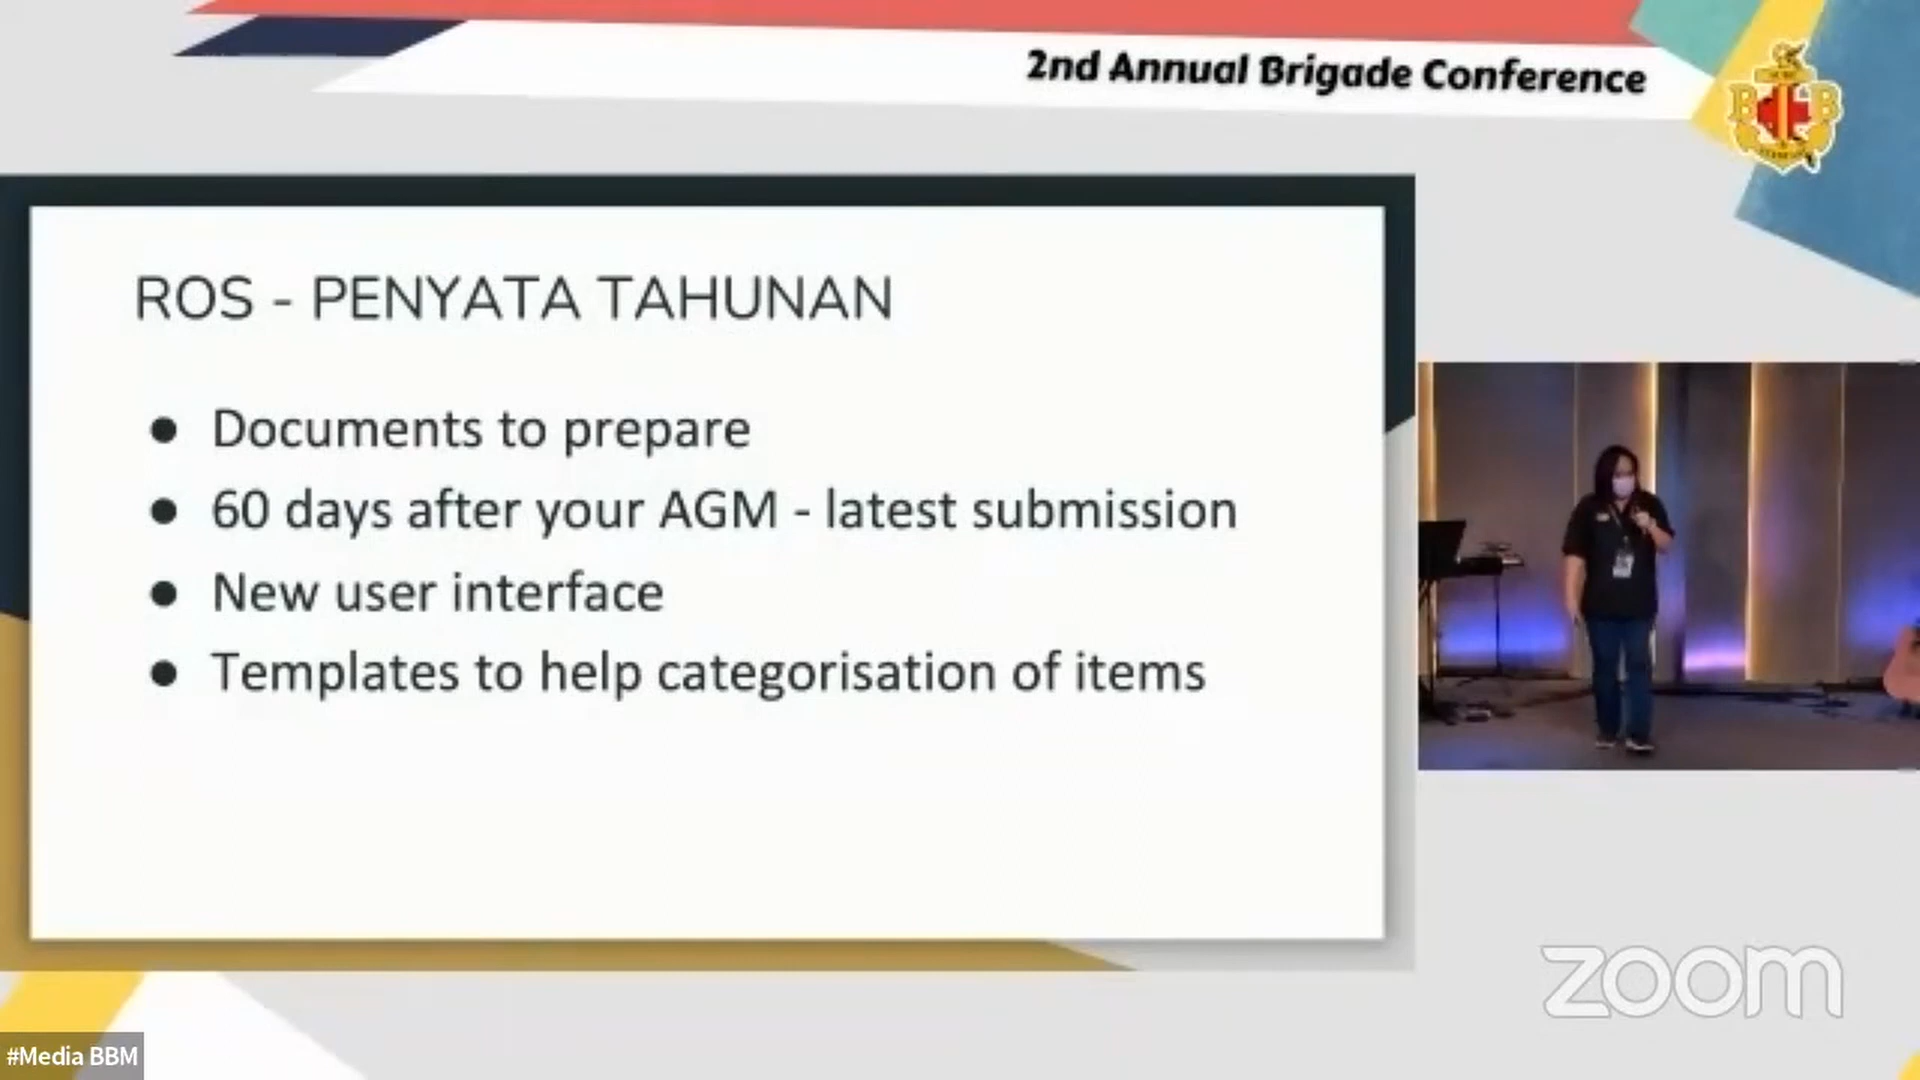 2nd Annual Brigade Conference
B B
ROS - PENYATA TAHUNAN
● Documents to prepare
● 60 days after your AGM - latest submission
● New user interface
● Templates to help categorisation of items
zoom
#Media BBM